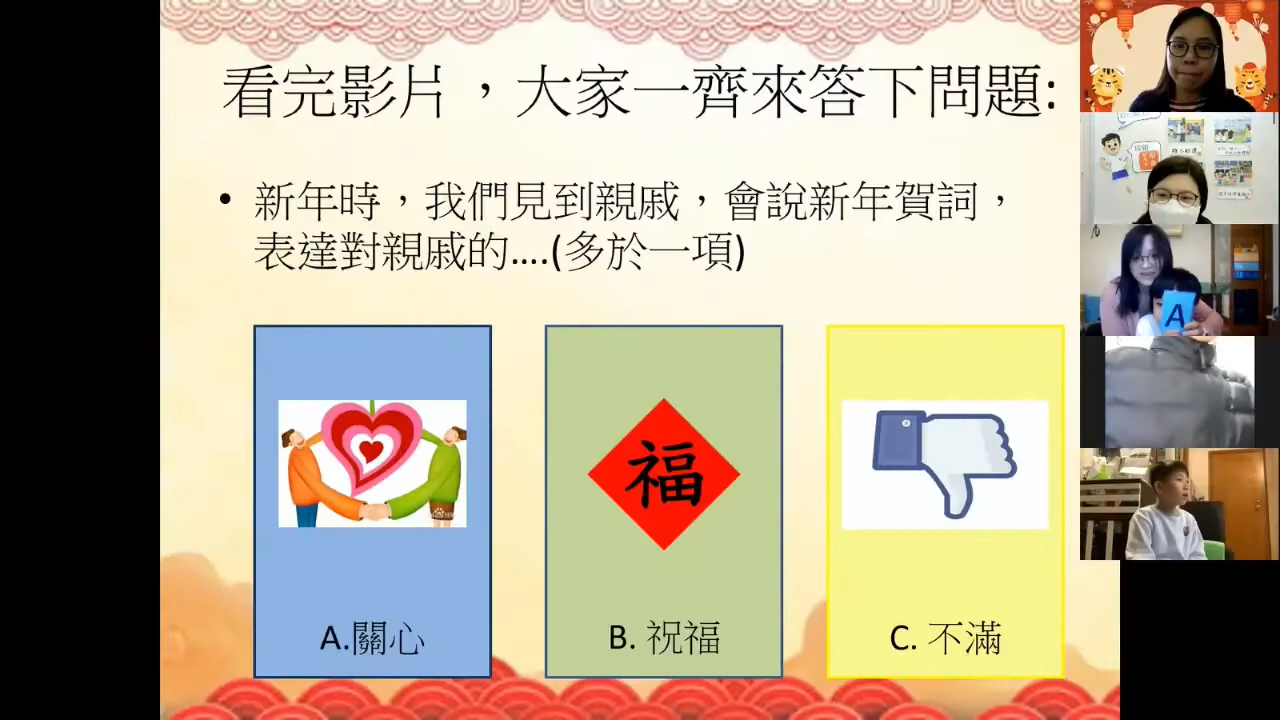 看完影片，大家一齊來答下問題:
• 新年時，我們見到親戚，會說新年賀詞，
表達對親戚的....(多於一項)
福
A.關心
B. 祝福
C. 不滿
A